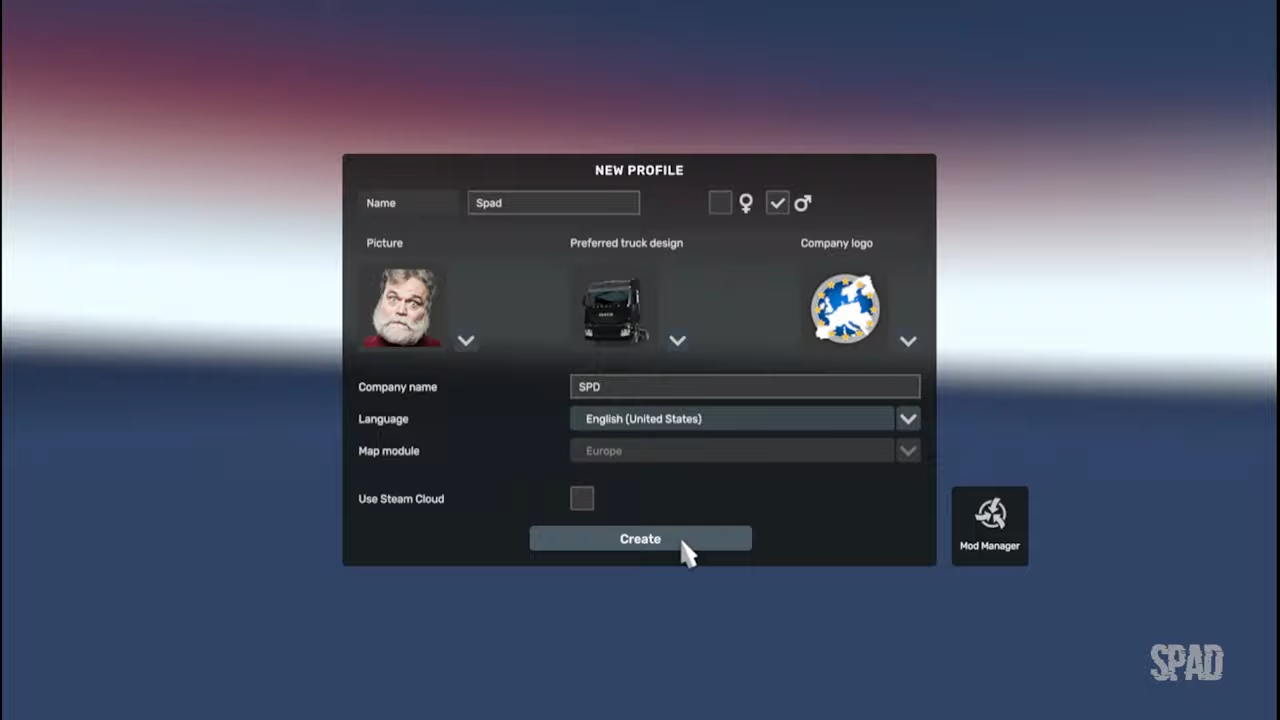 NEW PROFILE
Name
Spad
Picture
Preferred truck design
Company logo
Company name
SPD
Language
English (United States)
Map module
Europe
Use Steam Cloud
Create
Mod Manager
SPAD